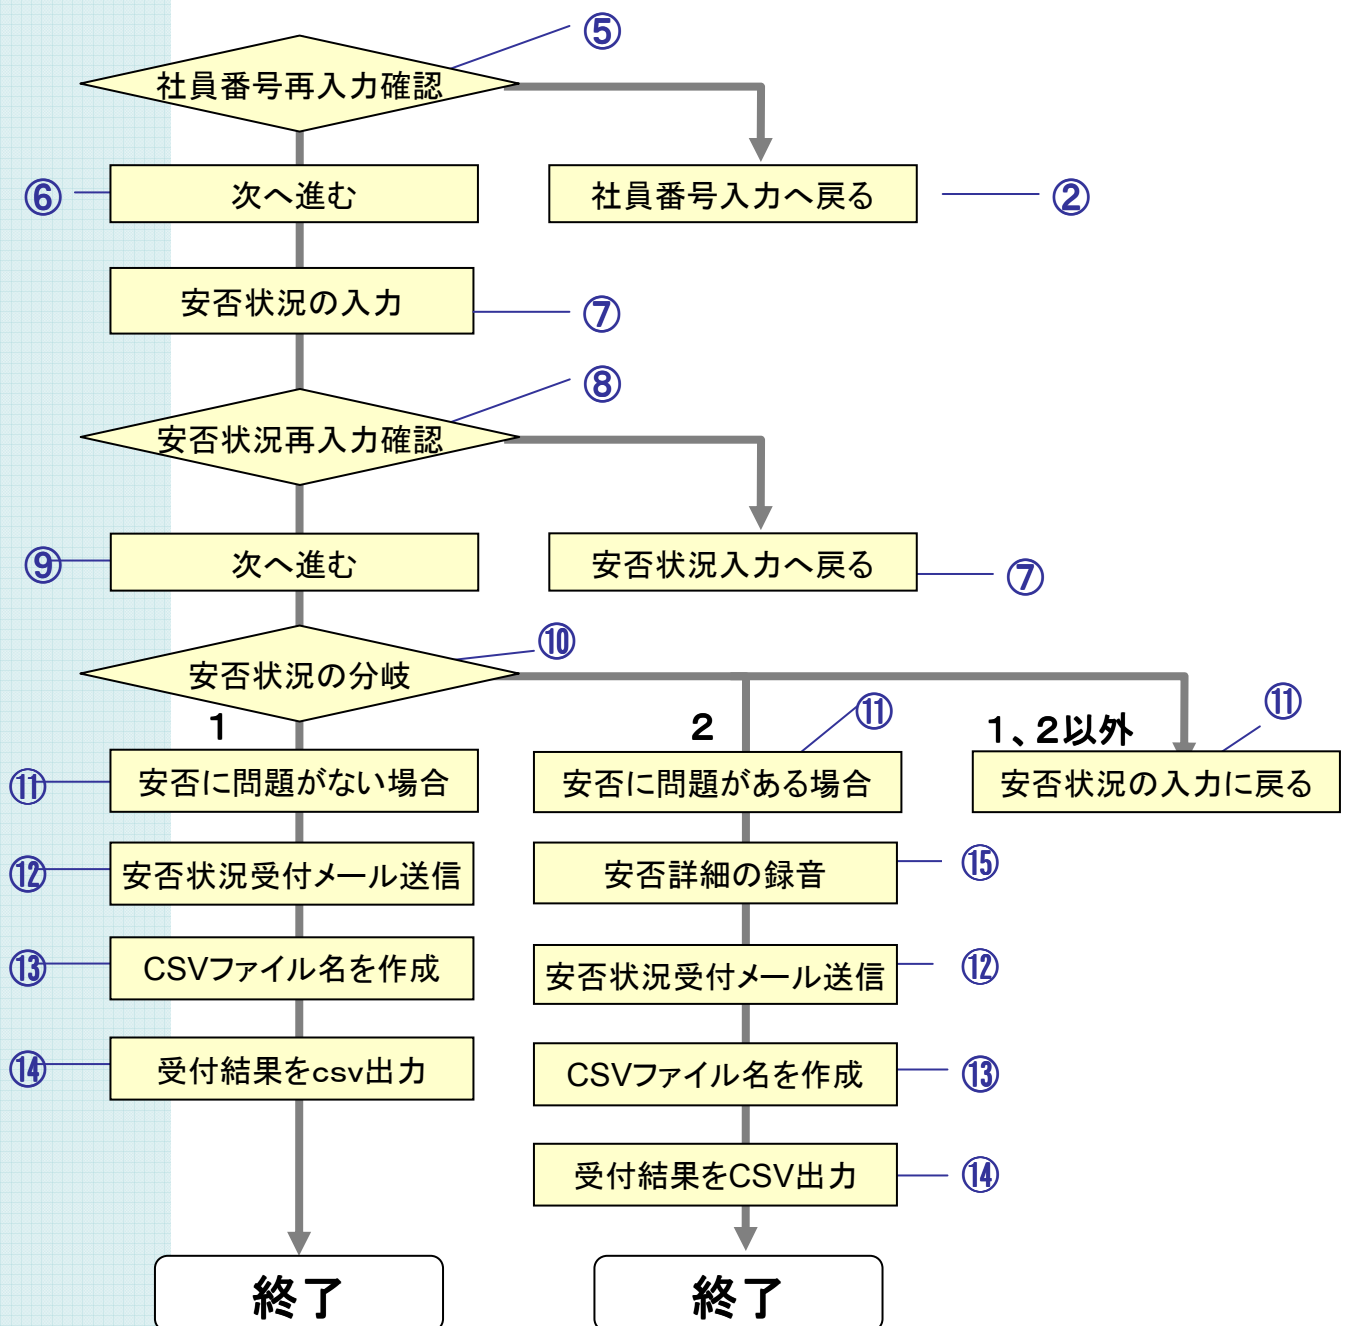 ⑤
社員番号再入力確認
⑥
次へ進む
社員番号入力へ戻る
②
安否状況の入力
⑦
⑧
安否状況再入力確認
⑨
次へ進む
安否状況入力へ戻る
⑦
⑩
安否状況の分岐
1
2
1、2以外
⑪
⑪
⑪
安否に問題がない場合
安否に問題がある場合
安否状況の入力に戻る
⑫
安否状況受付メール送信
安否詳細の録音
⑮
⑬
CSVファイル名を作成
安否状況受付メール送信
⑫
⑭
受付結果をcsv出力
CSVファイル名を作成
⑬
受付結果をCSV出力
⑭
終了
終了